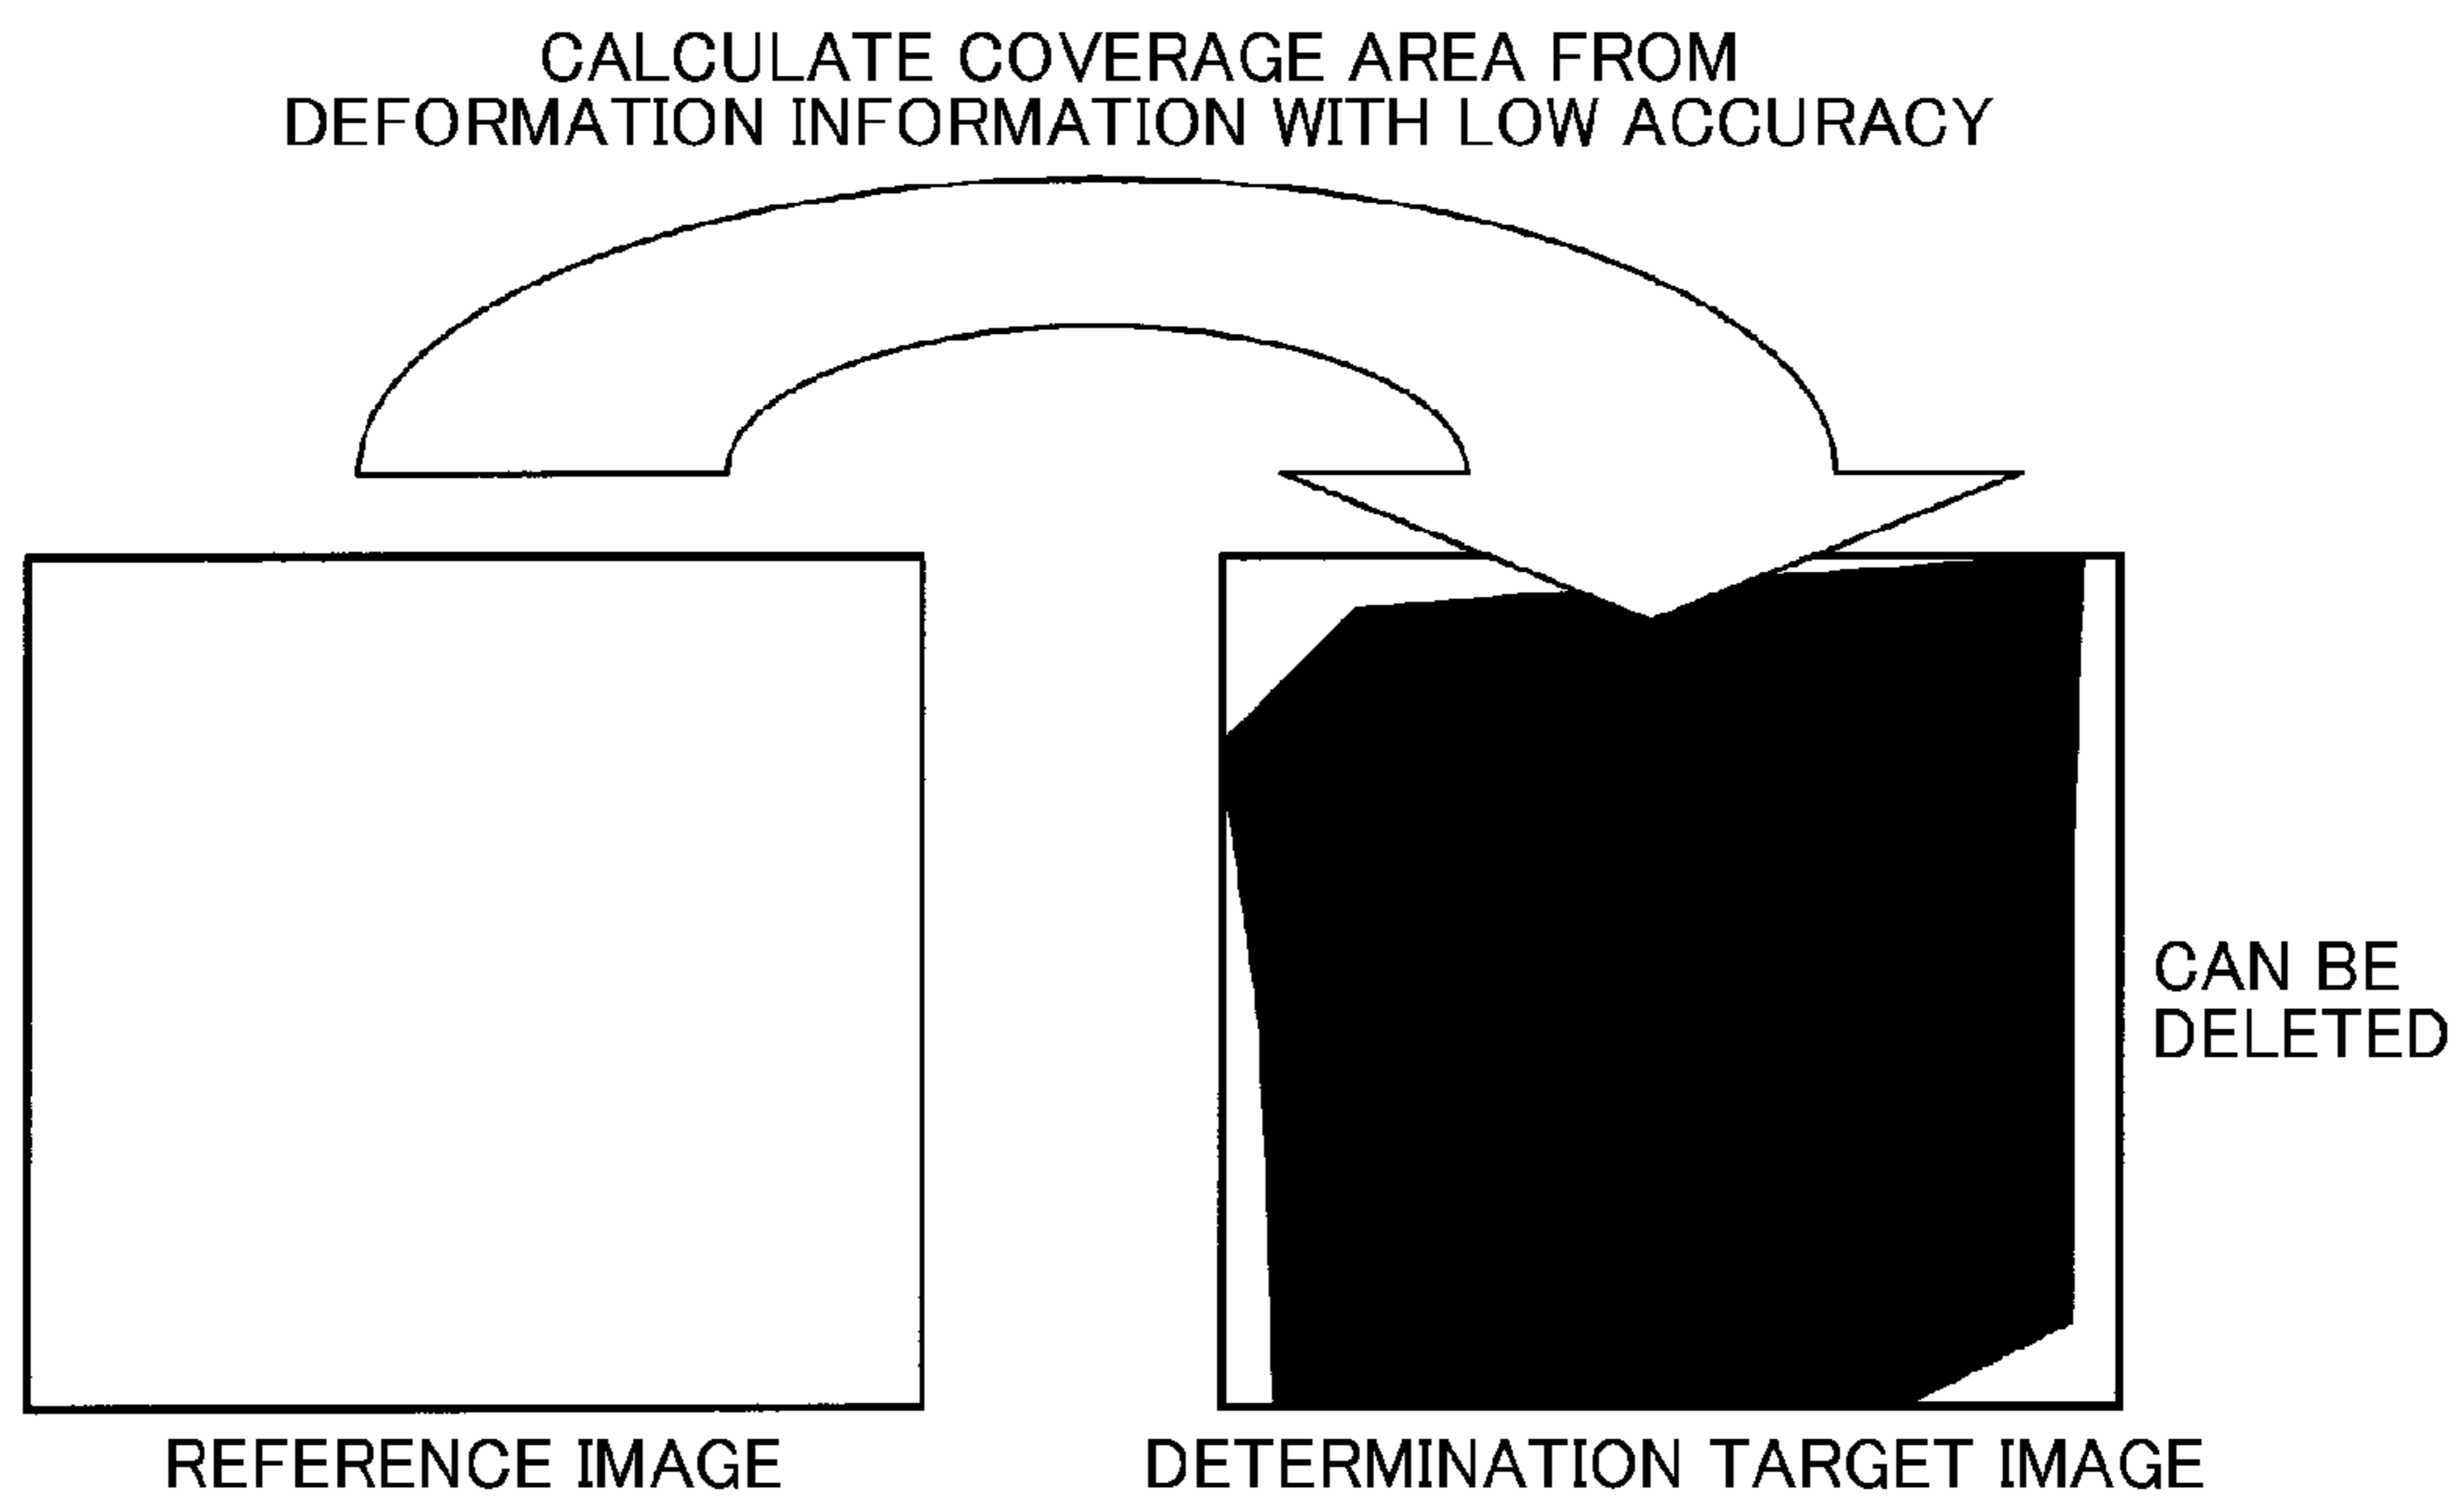 CALCULATE COVERAGE AREA FROM
DEFORMATION INFORMATION WITH LOW ACCURACY
CAN BE
DELETED
REFERENCE IMAGE
DETERMINATION TARGET IMAGE